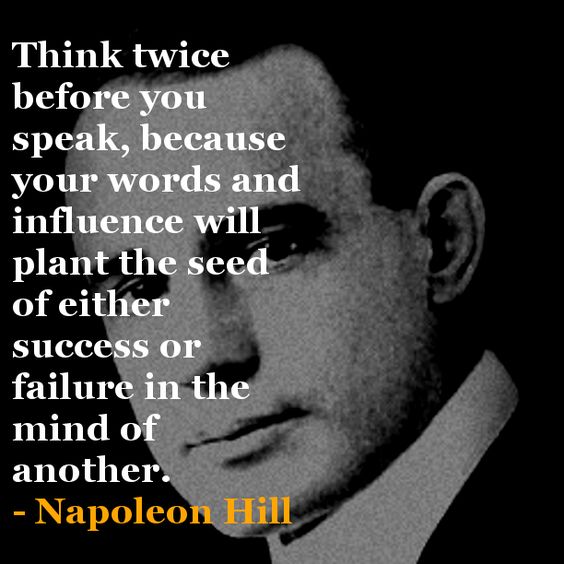 Think twice
before you
speak, because
your words and
influence will
plant the seed
of either
success or
failure in the
mind of
another.
- Napoleon Hill